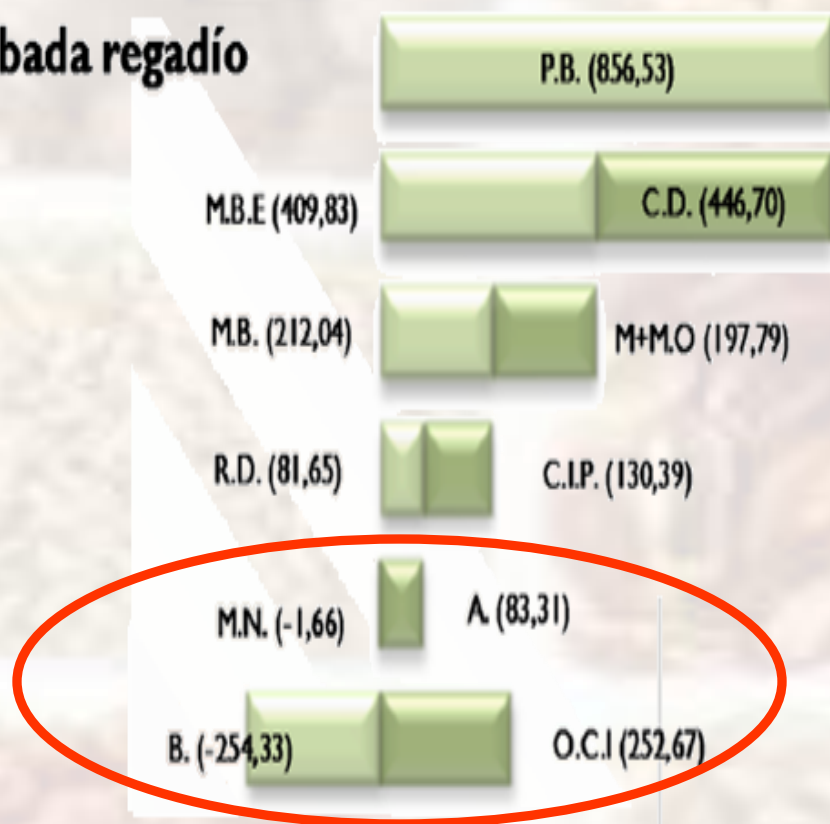 bada regadío
P.B. (856,53)
M.B.E (409,83)
C.D. (446,70)
M.B. (212,04)
M+M.O (197,79)
R.D. (81,65)
C.I.P. (130,39)
M.N. (-1,66)
A. (83,31)
B. (-254,33)
O.C.I (252,67)